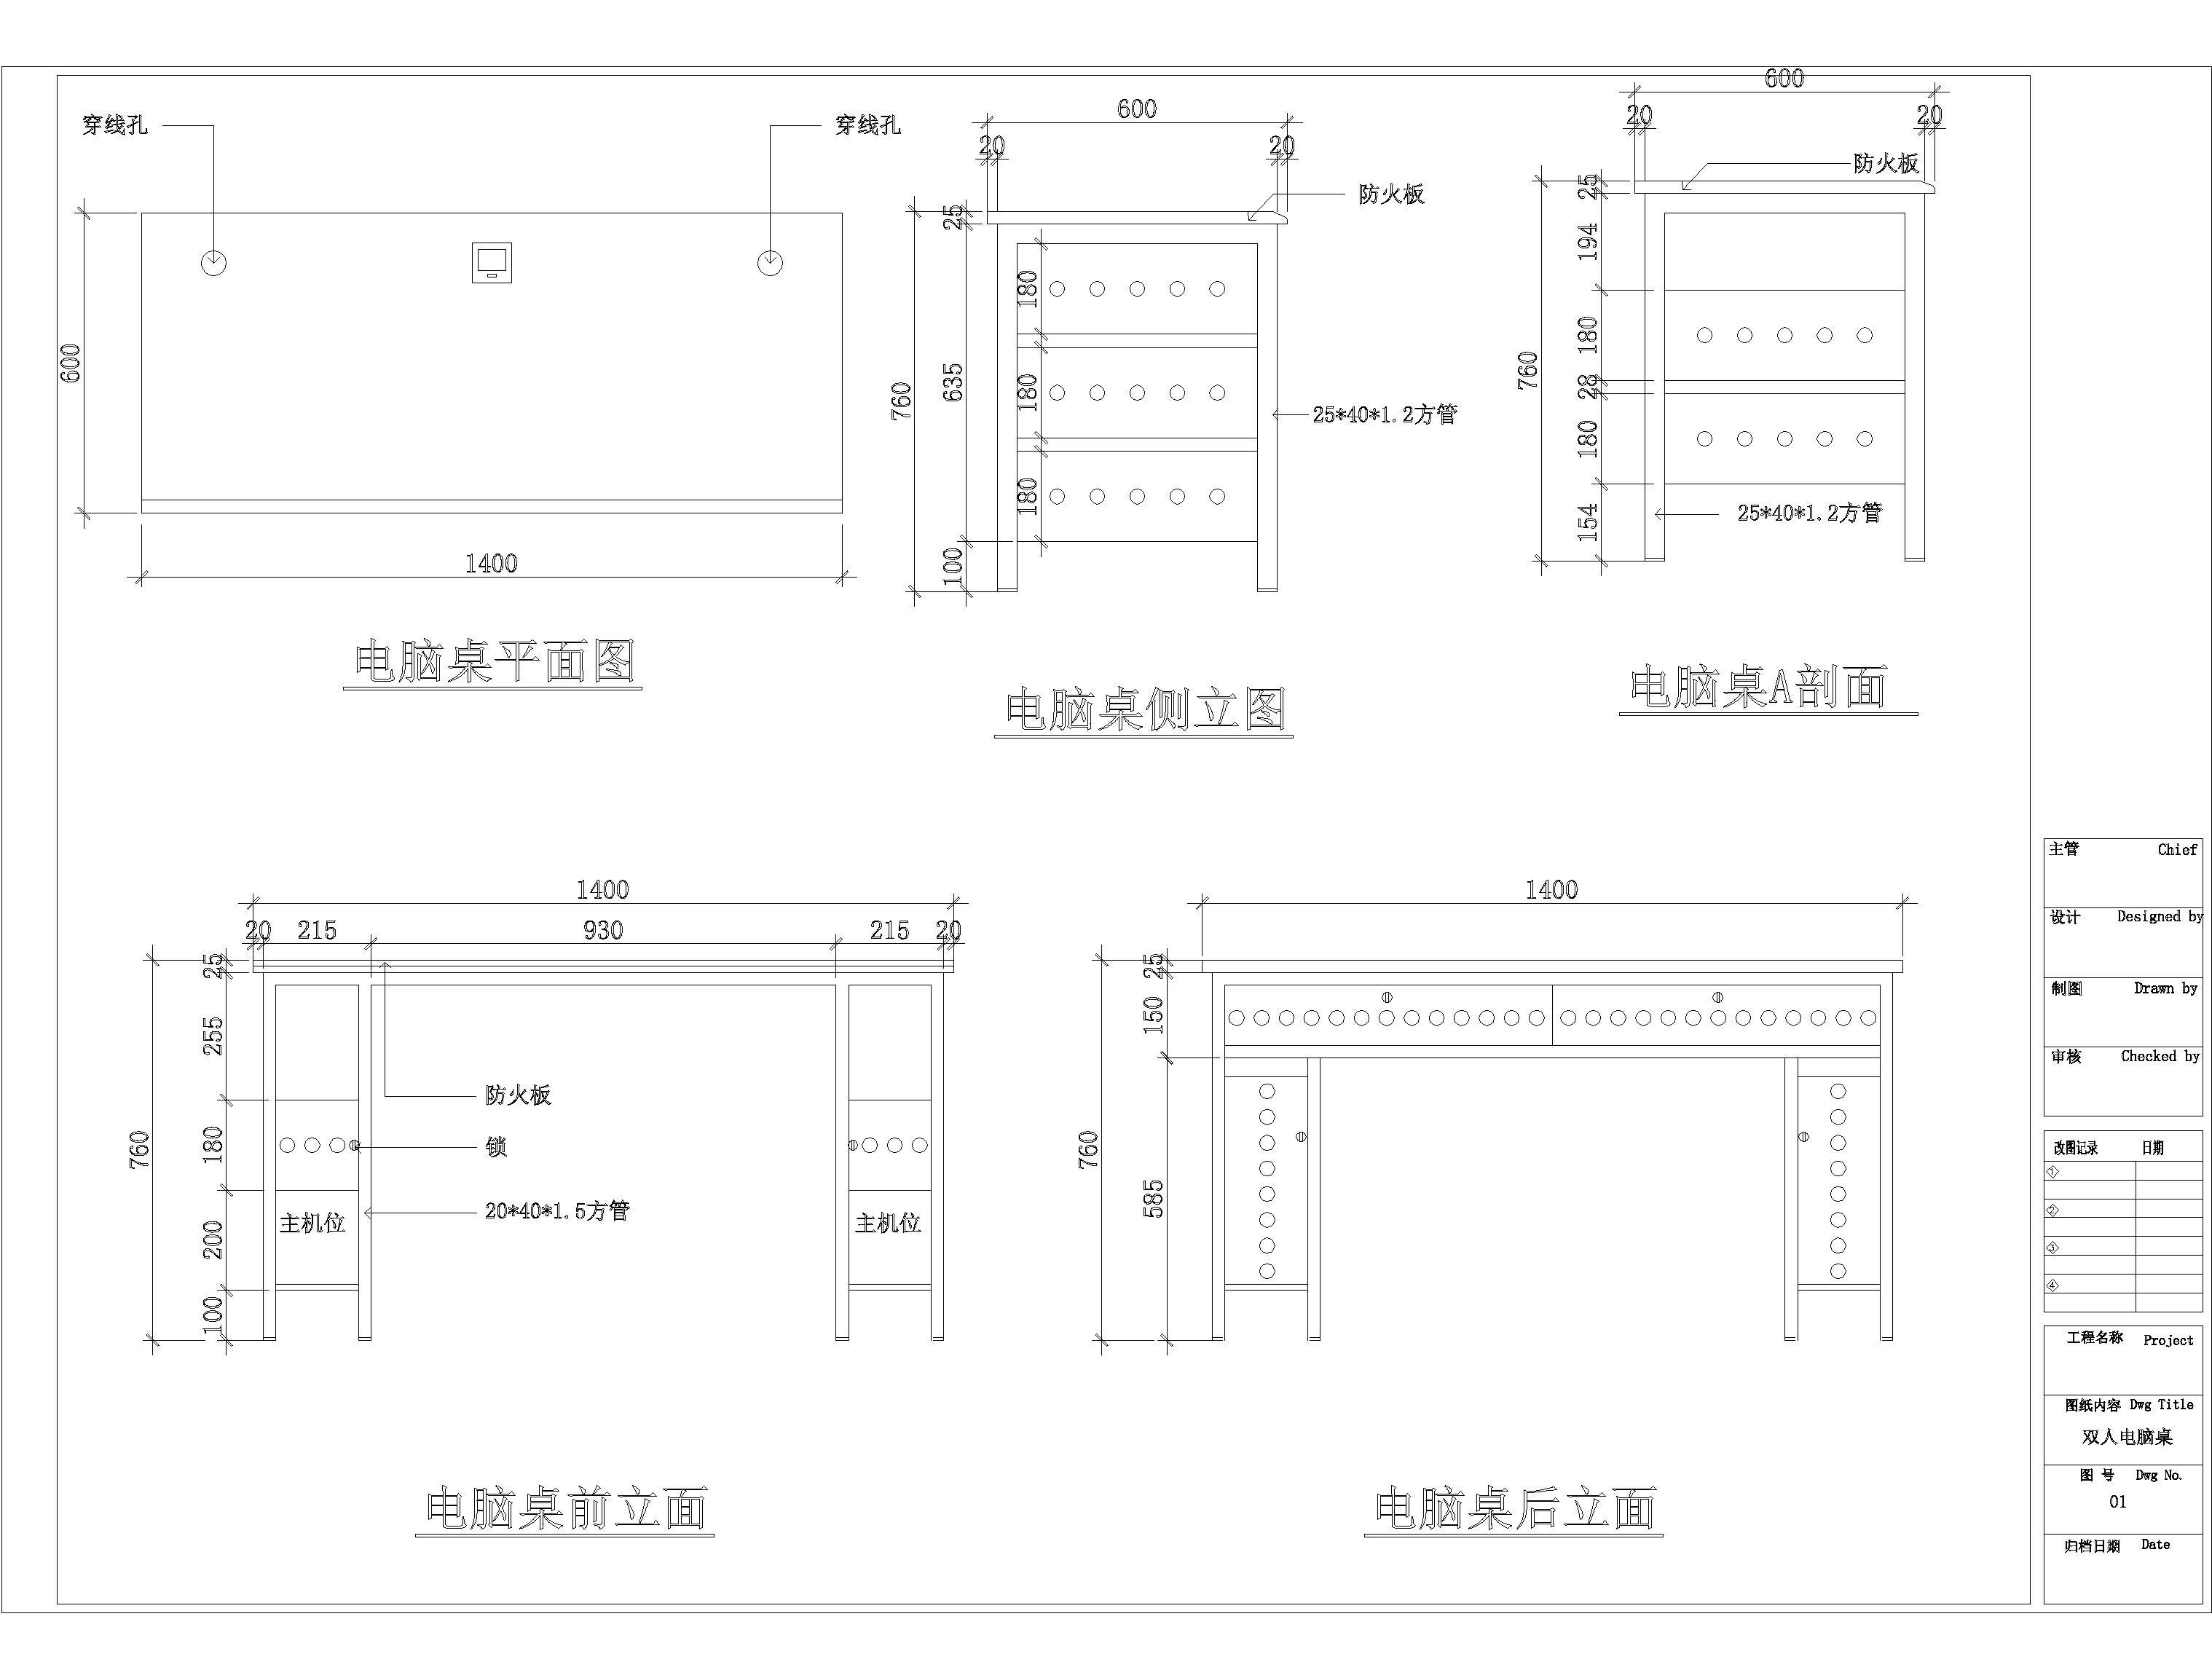 穿线孔
穿线孔
600
1400
电脑桌平面图
600
20
20
防火板
25
180
180
180
635
760
100
25*40*1.2方管
电脑桌侧立图
600
20
20
防火板
25
194
180
28
180
154
760
25*40*1.2方管
电脑桌A剖面
1400
20
215
930
215
20
25
255
180
200
100
760
防火板
锁
20*40*1.5方管
主机位
主机位
电脑桌前立面
1400
25
150
585
760
电脑桌后立面
主管 Chief
设计 Designed by
制图 Drawn by
审核 Checked by
改图记录 日期
1
2
3
4
工程名称 Project
图纸内容 Dwg Title
双人电脑桌
图 号 Dwg No.
01
归档日期 Date